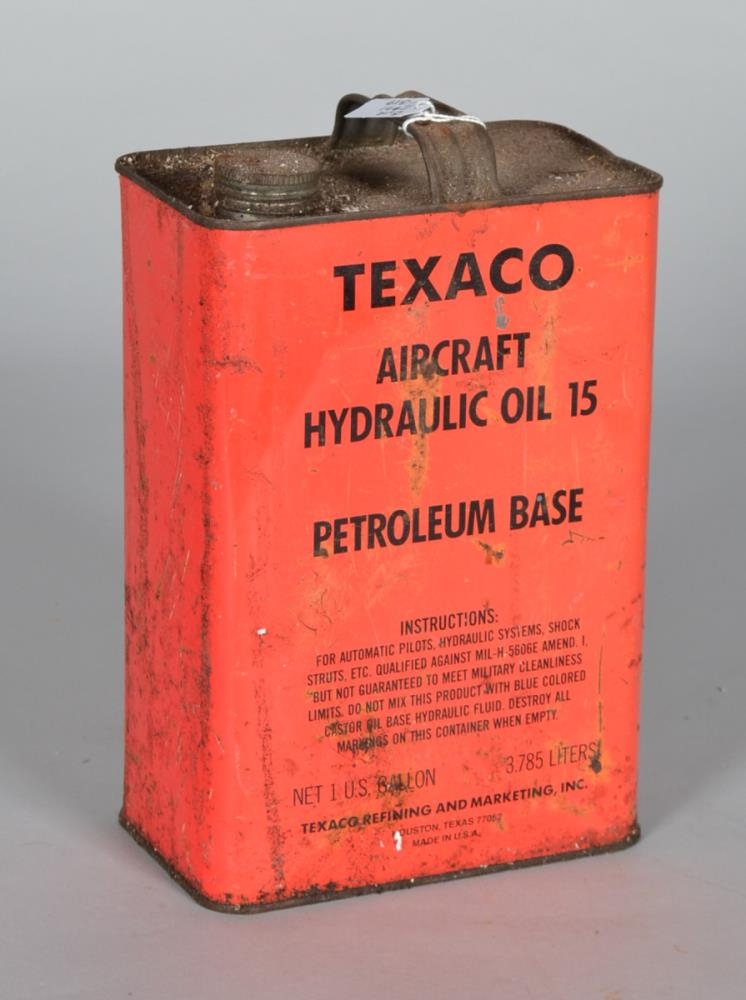 TEXACO
AIRCRAFT
HYDRAULIC OIL 15
PETROLEUM BASE
INSTRUCTIONS:
FOR AUTOMATIC PILOTS, HYDRAULIC SYSTEMS, SHOCK
STRUTS, ETC. QUALIFIED AGAINST MIL-H-5606E AMEND. I,
BUT NOT GUARANTEED TO MEET MILITARY CLEANLINESS
LIMITS. DO NOT MIX THIS PRODUCT WITH BLUE COLORED
CASTOR OIL BASE HYDRAULIC FLUID. DESTROY ALL
MARKINGS ON THIS CONTAINER WHEN EMPTY.
NET 1 U.S. GALLON 3.785 LITERS
TEXACO REFINING AND MARKETING, INC.
HOUSTON, TEXAS 77052
MADE IN U.S.A.